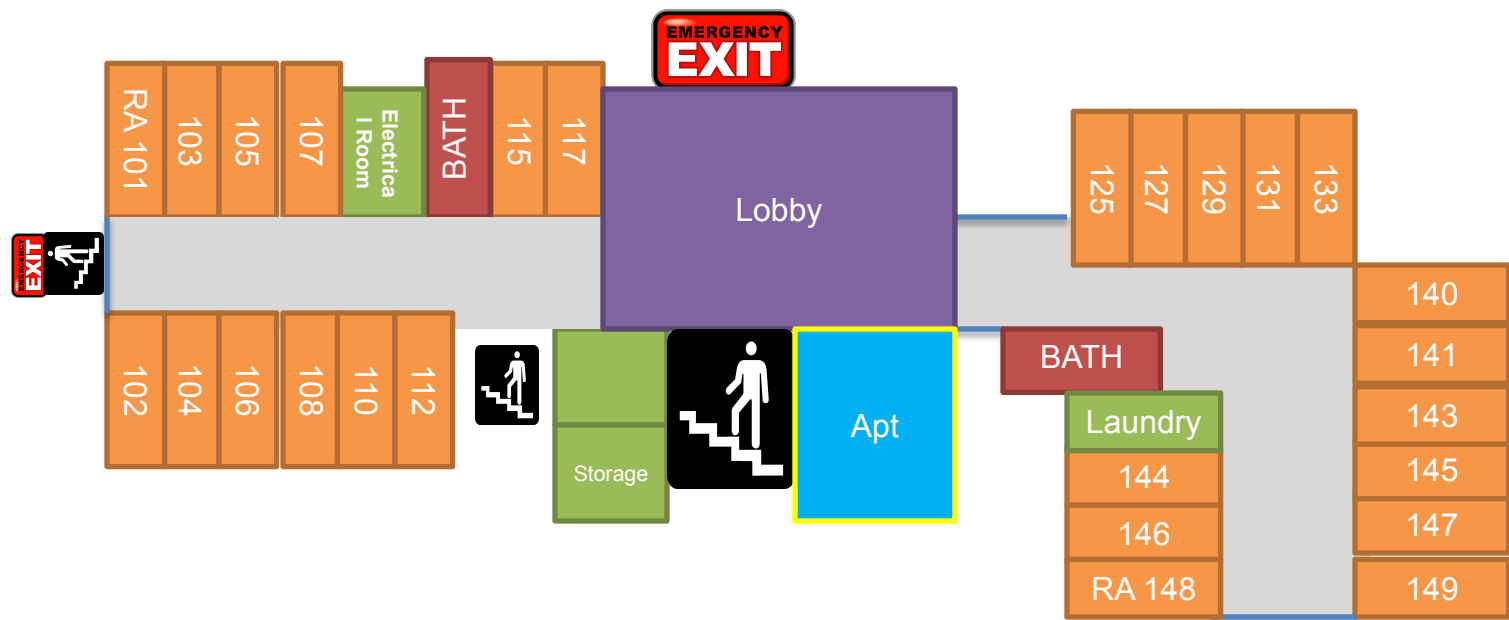 EMERGENCY
EXIT
RA 101
103
105
107
Electrica
l Room
BATH
115
117
Lobby
125
127
129
131
133
EMERGENCY
EXIT
140
141
143
145
147
149
102
104
106
108
110
112
Storage
Apt
BATH
Laundry
144
146
RA 148